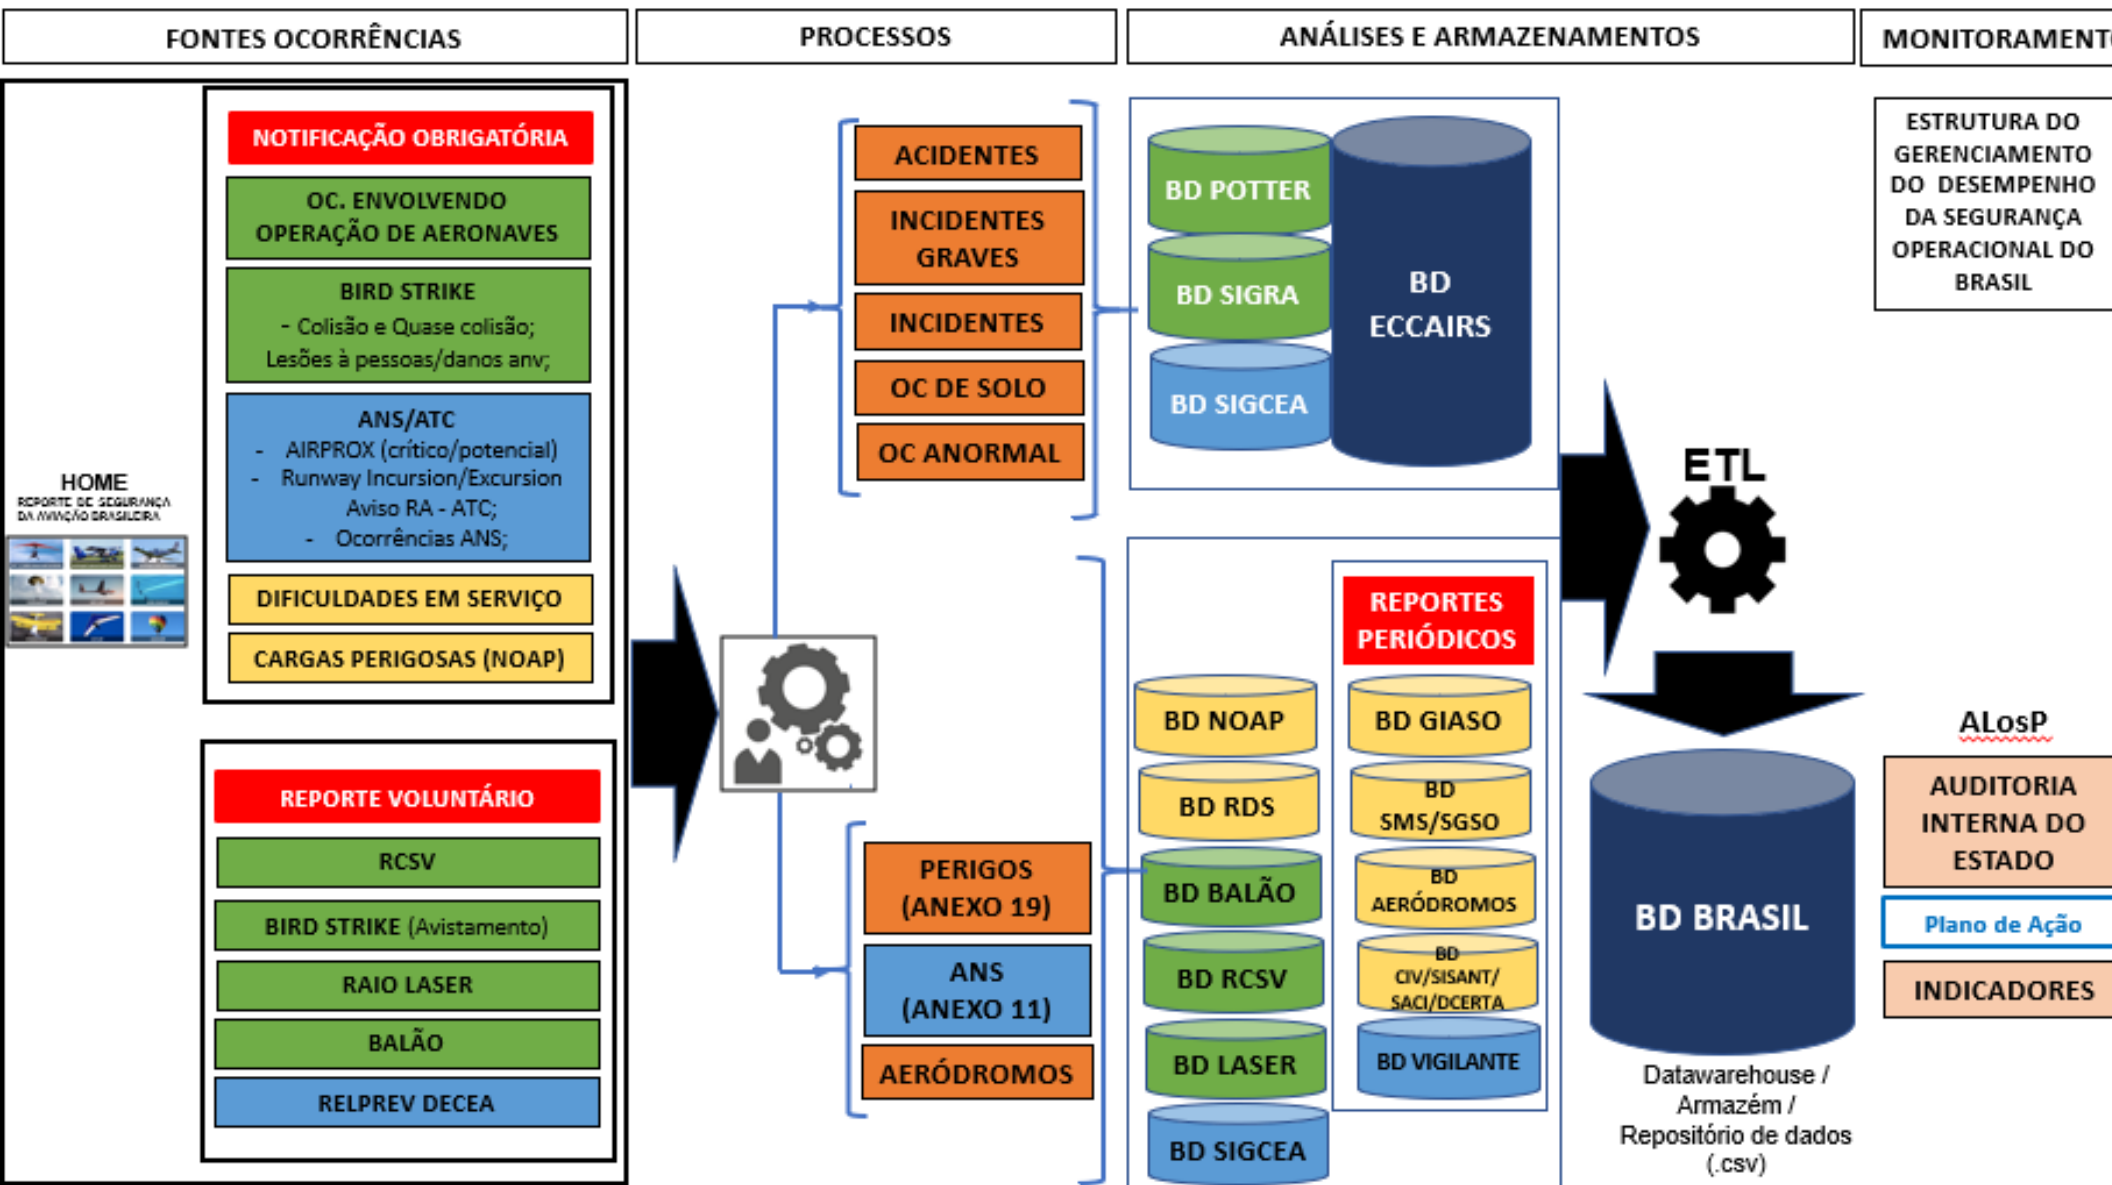 FONTES OCORRÊNCIAS
PROCESSOS
ANÁLISES E ARMAZENAMENTOS
MONITORAMENTO
HOME
REPORTE DE SEGURANÇA
DA AVIAÇÃO BRASILEIRA
NOTIFICAÇÃO OBRIGATÓRIA
OC. ENVOLVENDO
OPERAÇÃO DE AERONAVES
BIRD STRIKE
- Colisão e Quase colisão;
Lesões à pessoas/danos anv;
ANS/ATC
- AIRPROX (crítico/potencial)
- Runway Incursion/Excursion
Aviso RA - ATC;
- Ocorrências ANS;
DIFICULDADES EM SERVIÇO
CARGAS PERIGOSAS (NOAP)
REPORTE VOLUNTÁRIO
RCSV
BIRD STRIKE (Avistamento)
RAIO LASER
BALÃO
RELPREV DECEA
ACIDENTES
INCIDENTES
GRAVES
INCIDENTES
OC DE SOLO
OC ANORMAL
PERIGOS
(ANEXO 19)
ANS
(ANEXO 11)
AERÓDROMOS
BD POTTER
BD SIGRA
BD SIGCEA
BD
ECCAIRS
BD NOAP
BD RDS
BD BALÃO
BD RCSV
BD LASER
BD SIGCEA
REPORTES
PERIÓDICOS
BD GIASO
BD
SMS/SGSO
BD
AERÓDROMOS
BD
CIV/SISANT/
SACI/DCERTA
BD VIGILANTE
ETL
BD BRASIL
Datawarehouse /
Armazém /
Repositório de dados
(.csv)
ESTRUTURA DO
GERENCIAMENTO
DO DESEMPENHO
DA SEGURANÇA
OPERACIONAL DO
BRASIL
ALosP
AUDITORIA
INTERNA DO
ESTADO
Plano de Ação
INDICADORES